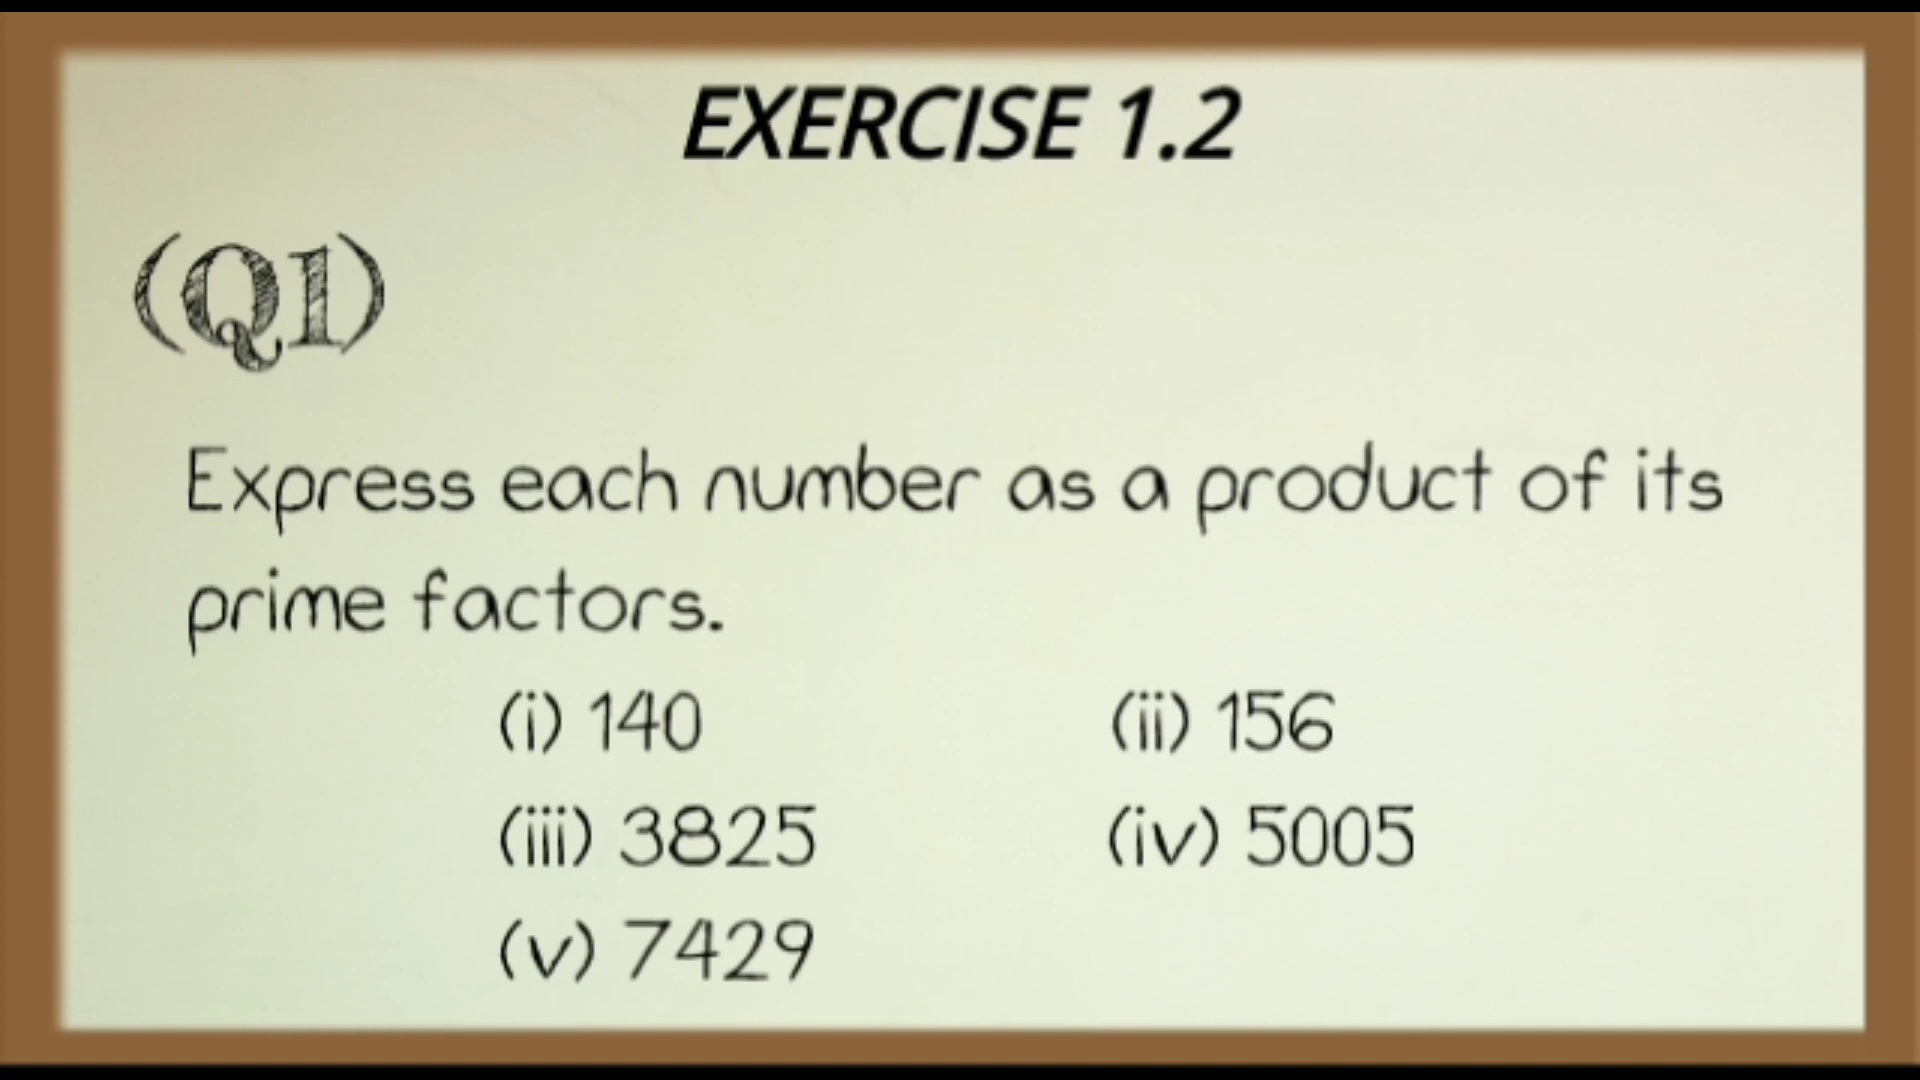 EXERCISE 1.2
(Q1)
Express each number as a product of its
prime factors.
(i) 140 (ii) 156
(iii) 3825 (iv) 5005
(v) 7429